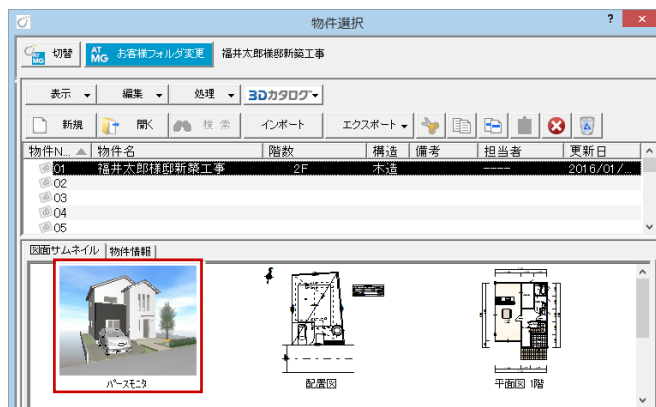 物件選択
? ×
ATMG 切替 ATMG お客様フォルダ変更 福井太郎様邸新築工事
表示 編集 処理 3Dカタログ
新規 開く 検索 インポート エクスポート
物件N... 物件名 階数 構造 備考 担当者 更新日
01 福井太郎様邸新築工事 2F 木造 ---- 2016/01/...
02
03
04
05
図面サムネイル 物件情報
パースモニタ 配置図 平面図 1階